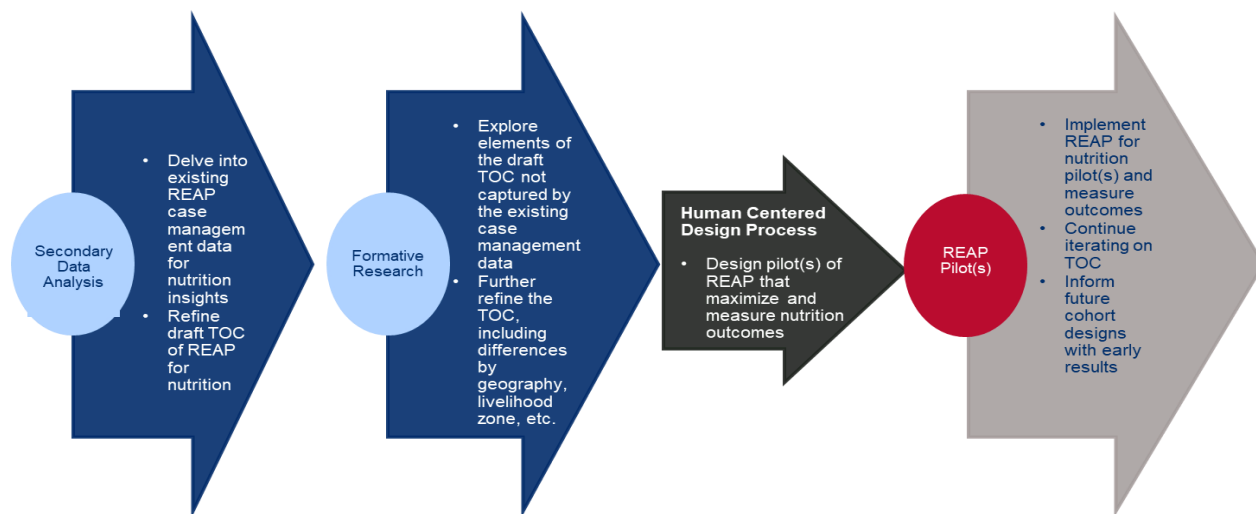 Secondary
Data
Analysis
• Delve into
existing
REAP
case
managem
ent data
for
nutrition
insights
• Refine
draft TOC
of REAP
for
nutrition
Formative
Research
• Explore
elements of
the draft
TOC not
captured by
the existing
case
management
data
• Further
refine the
TOC,
including
differences
by
geography,
livelihood
zone, etc.
Human Centered
Design Process
• Design pilot(s) of
REAP that
maximize and
measure nutrition
outcomes
REAP
Pilot(s)
• Implement
REAP for
nutrition
pilot(s) and
measure
outcomes
• Continue
iterating on
TOC
• Inform
future
cohort
designs
with early
results